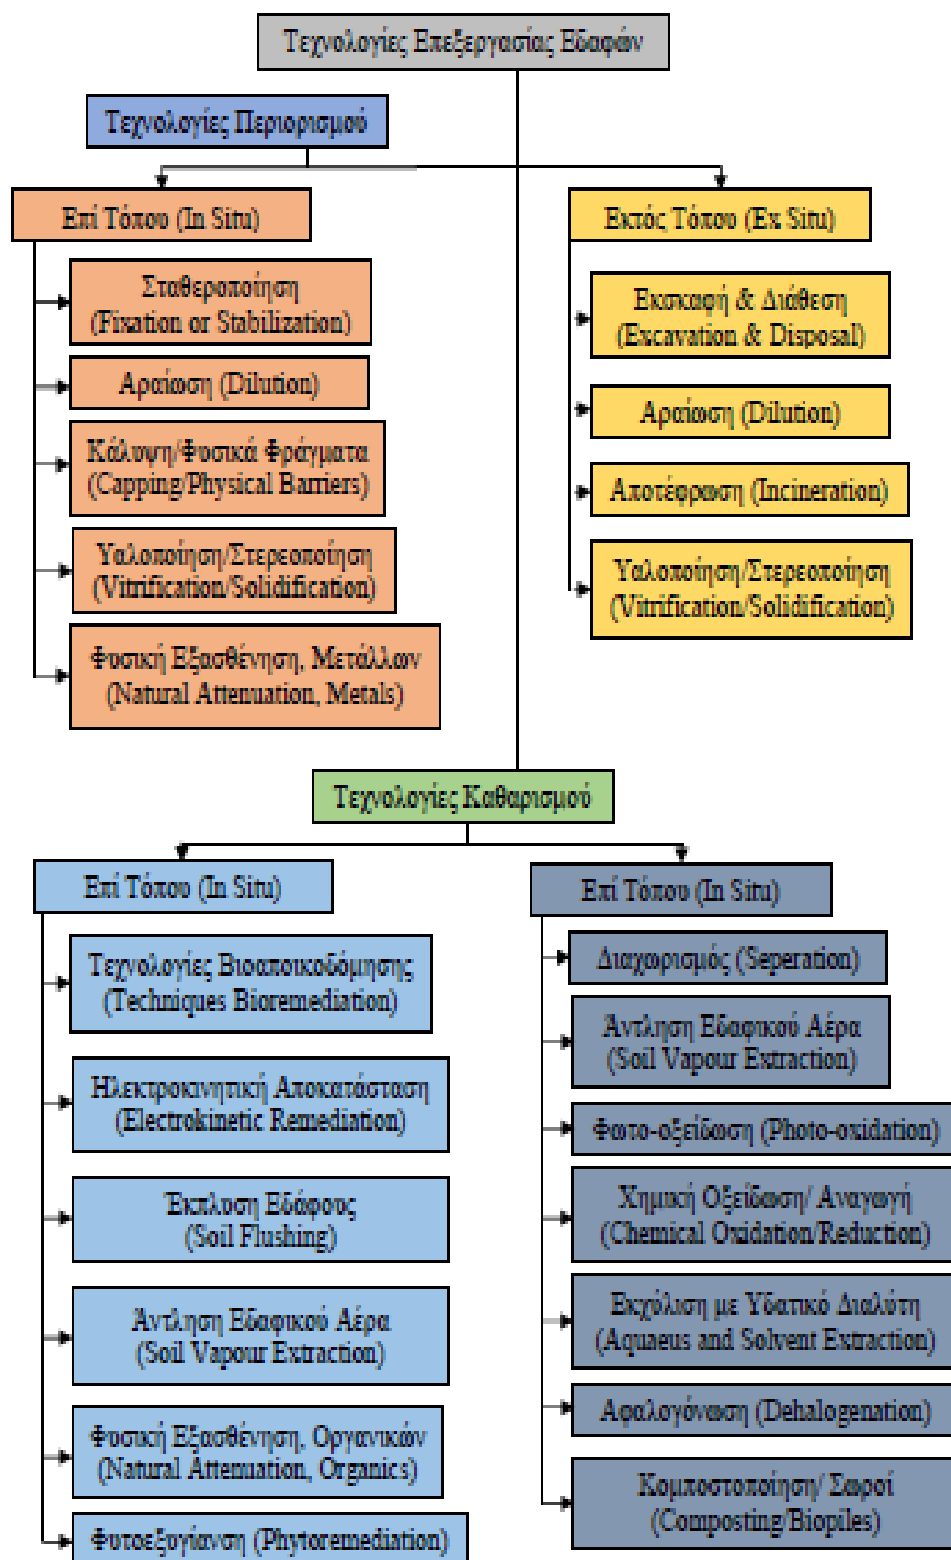 Τεχνολογίες Επεξεργασίας Εδαφών
Τεχνολογίες Περιορισμού
Επί Τόπου (In Situ)
Σταθεροποίηση
(Fixation or Stabilization)
Αραίωση (Dilution)
Κάλυψη/Φυσικά Φράγματα
(Capping/Physical Barriers)
Υαλοποίηση/Στερεοποίηση
(Vitrification/Solidification)
Φυσική Εξασθένηση, Μετάλλων
(Natural Attenuation, Metals)
Εκτός Τόπου (Ex Situ)
Εκσκαφή & Διάθεση
(Excavation & Disposal)
Αραίωση (Dilution)
Αποτέφρωση (Incineration)
Υαλοποίηση/Στερεοποίηση
(Vitrification/Solidification)
Τεχνολογίες Καθαρισμού
Επί Τόπου (In Situ)
Τεχνολογίες Βιοαποικοδόμησης
(Techniques Bioremediation)
Ηλεκτροκινητική Αποκατάσταση
(Electrokinetic Remediation)
Έκπλυση Εδάφους
(Soil Flushing)
Άντληση Εδαφικού Αέρα
(Soil Vapour Extraction)
Φυσική Εξασθένηση, Οργανικών
(Natural Attenuation, Organics)
Φυτοεξυγίανση (Phytoremediation)
Επί Τόπου (In Situ)
Διαχωρισμός (Seperation)
Άντληση Εδαφικού Αέρα
(Soil Vapour Extraction)
Φωτο-οξείδωση (Photo-oxidation)
Χημική Οξείδωση/ Αναγωγή
(Chemical Oxidation/Reduction)
Εκχύλιση με Υδατικό Διαλύτη
(Aquaeus and Solvent Extraction)
Αφαλογόνωση (Dehalogenation)
Κομποστοποίηση/ Σωροί
(Composting/Biopiles)